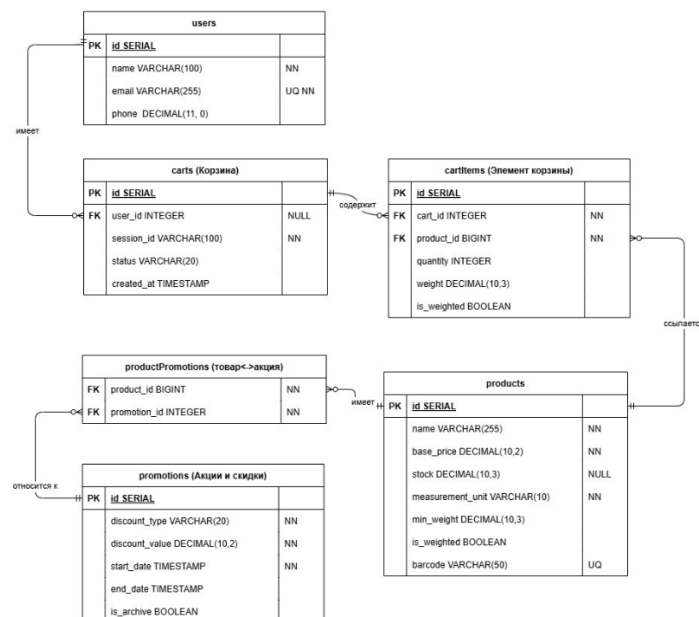 users
PK id SERIAL
name VARCHAR(100) NN
email VARCHAR(255) UQ NN
phone DECIMAL(11, 0)
имеет
carts (Корзина)
PK id SERIAL
FK user_id INTEGER NULL
session_id VARCHAR(100) NN
status VARCHAR(20)
created_at TIMESTAMP
содержит
cartItems (Элемент корзины)
PK id SERIAL
FK cart_id INTEGER NN
FK product_id BIGINT NN
quantity INTEGER
weight DECIMAL(10,3)
is_weighted BOOLEAN
ссылается
productPromotions (товар<->акция)
FK product_id BIGINT NN
FK promotion_id INTEGER NN
имеет
products
PK id SERIAL
name VARCHAR(255) NN
base_price DECIMAL(10,2) NN
stock DECIMAL(10,3) NULL
measurement_unit VARCHAR(10) NN
min_weight DECIMAL(10,3)
is_weighted BOOLEAN
barcode VARCHAR(50) UQ
относится к
promotions (Акции и скидки)
PK id SERIAL
discount_type VARCHAR(20) NN
discount_value DECIMAL(10,2) NN
start_date TIMESTAMP NN
end_date TIMESTAMP
is_archive BOOLEAN